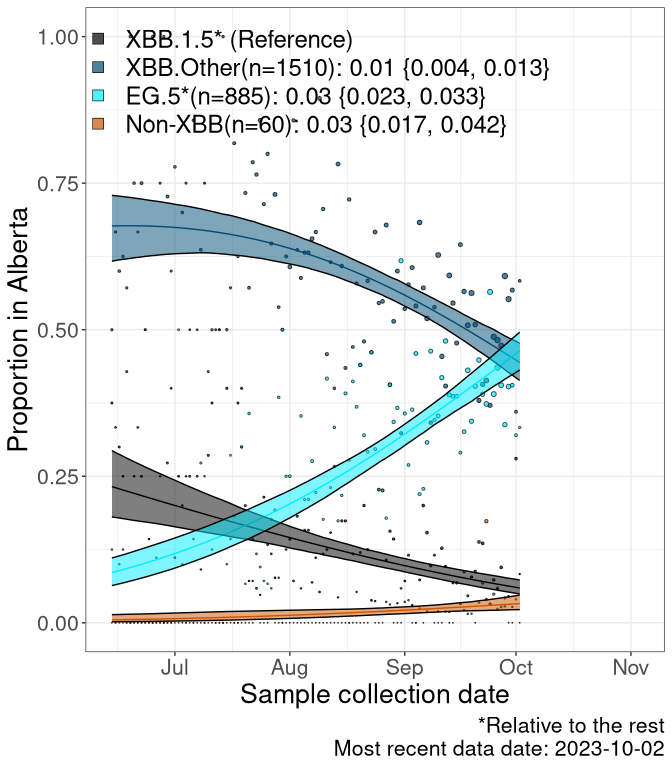 1.00
XBB.1.5* (Reference)
XBB.Other(n=1510): 0.01 {0.004, 0.013}
EG.5*(n=885): 0.03 {0.023, 0.033}
Non-XBB(n=60): 0.03 {0.017, 0.042}
0.75
0.50
0.25
0.00
Proportion in Alberta
Jul Aug Sep Oct Nov
Sample collection date
*Relative to the rest
Most recent data date: 2023-10-02